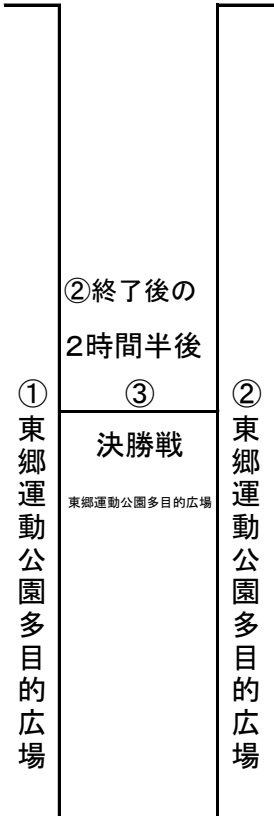 ②終了後の
2時間半後
③
決勝戦
東郷運動公園多目的広場
①東郷運動公園多目的広場
②東郷運動公園多目的広場